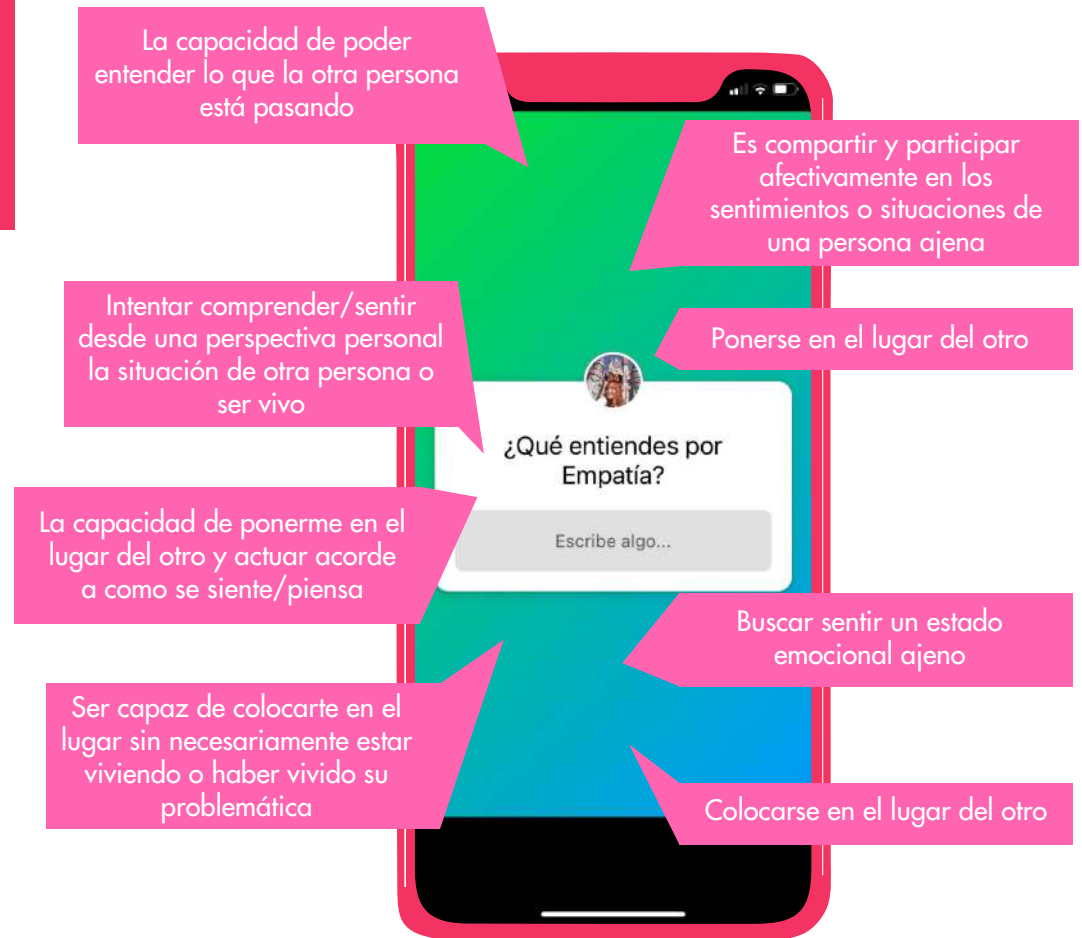 La capacidad de poder
entender lo que la otra persona
está pasando
Es compartir y participar
afectivamente en los
sentimientos o situaciones de
una persona ajena
Intentar comprender/sentir
desde una perspectiva personal
la situación de otra persona o
ser vivo
Ponerse en el lugar del otro
¿Qué entiendes por
Empatía?
Escribe algo...
La capacidad de ponerme en el
lugar del otro y actuar acorde
a como se siente/piensa
Buscar sentir un estado
emocional ajeno
Ser capaz de colocarte en el
lugar sin necesariamente estar
viviendo o haber vivido su
problemática
Colocarse en el lugar del otro